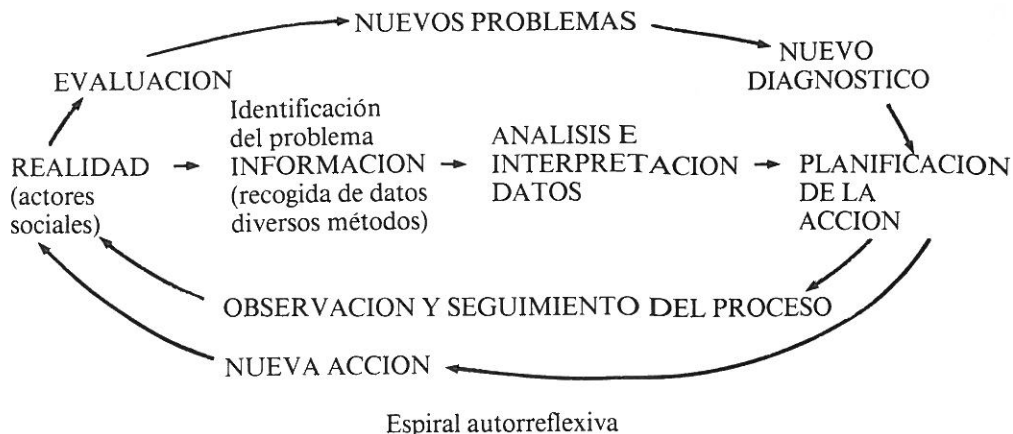 NUEVOS PROBLEMAS
NUEVO
DIAGNOSTICO
EVALUACION
Identificación
del problema
INFORMACION
(recogida de datos
diversos métodos)
REALIDAD
(actores
sociales)
ANALISIS E
INTERPRETACION
DATOS
PLANIFICACION
DE LA
ACCION
OBSERVACION Y SEGUIMIENTO DEL PROCESO
NUEVA ACCION
Espiral autorreflexiva